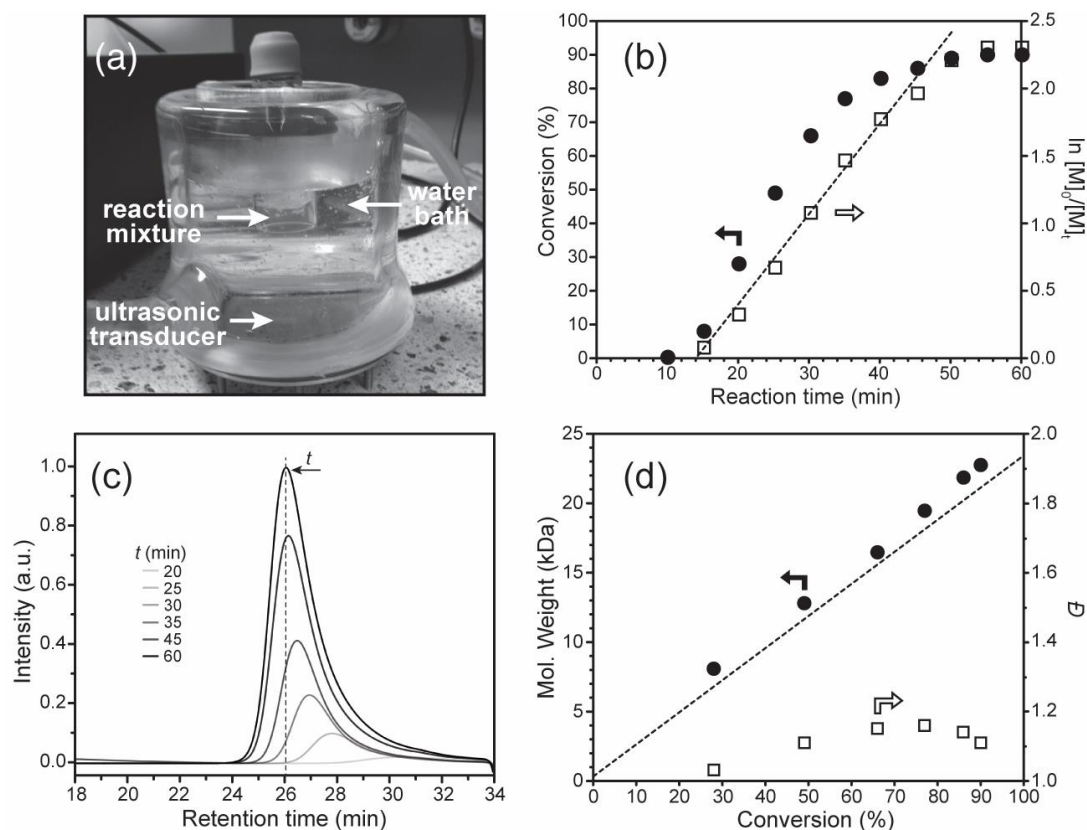 (a)
reaction
mixture
water
bath
ultrasonic
transducer
(b)
Conversion (%)
100
90
80
70
60
50
40
30
20
10
0
0 10 20 30 40 50 60
Reaction time (min)
2.5
2.0
1.5
1.0
0.5
0.0
ln [M]₀/[M]ₜ
(c)
Intensity (a.u.)
1.0
0.8
0.6
0.4
0.2
0.0
t
t (min)
20
25
30
35
45
60
18 20 22 24 26 28 30 32 34
Retention time (min)
(d)
Mol. Weight (kDa)
25
20
15
10
5
0
0 10 20 30 40 50 60 70 80 90 100
Conversion (%)
2.0
1.8
1.6
1.4
1.2
1.0
Đ